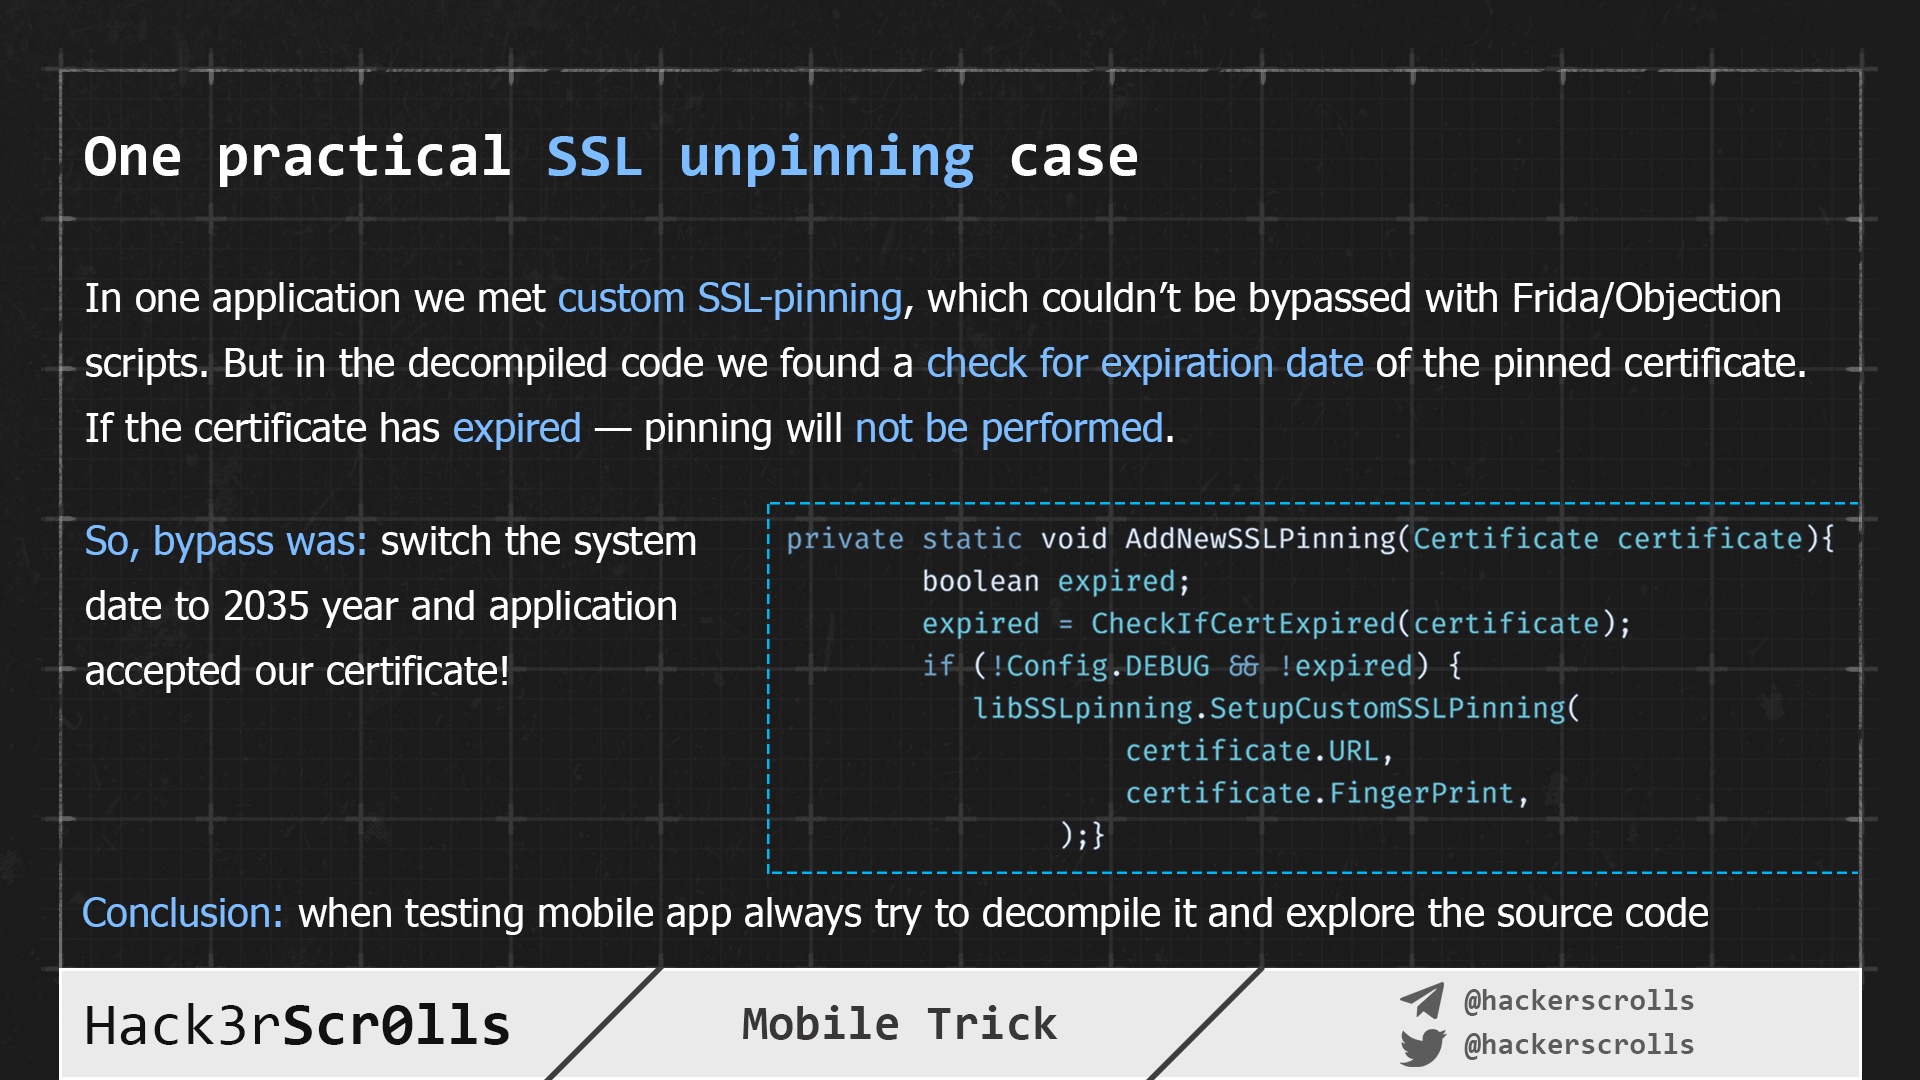 One practical SSL unpinning case
In one application we met custom SSL-pinning, which couldn’t be bypassed with Frida/Objection
scripts. But in the decompiled code we found a check for expiration date of the pinned certificate.
If the certificate has expired — pinning will not be performed.
So, bypass was: switch the system
date to 2035 year and application
accepted our certificate!
private static void AddNewSSLPinning(Certificate certificate){
boolean expired;
expired = CheckIfCertExpired(certificate);
if (!Config.DEBUG && !expired) {
libSSLpinning.SetupCustomSSLPinning(
certificate.URL,
certificate.FingerPrint,
);}
Conclusion: when testing mobile app always try to decompile it and explore the source code
Hack3rScr0lls
Mobile Trick
@hackerscrolls
@hackerscrolls